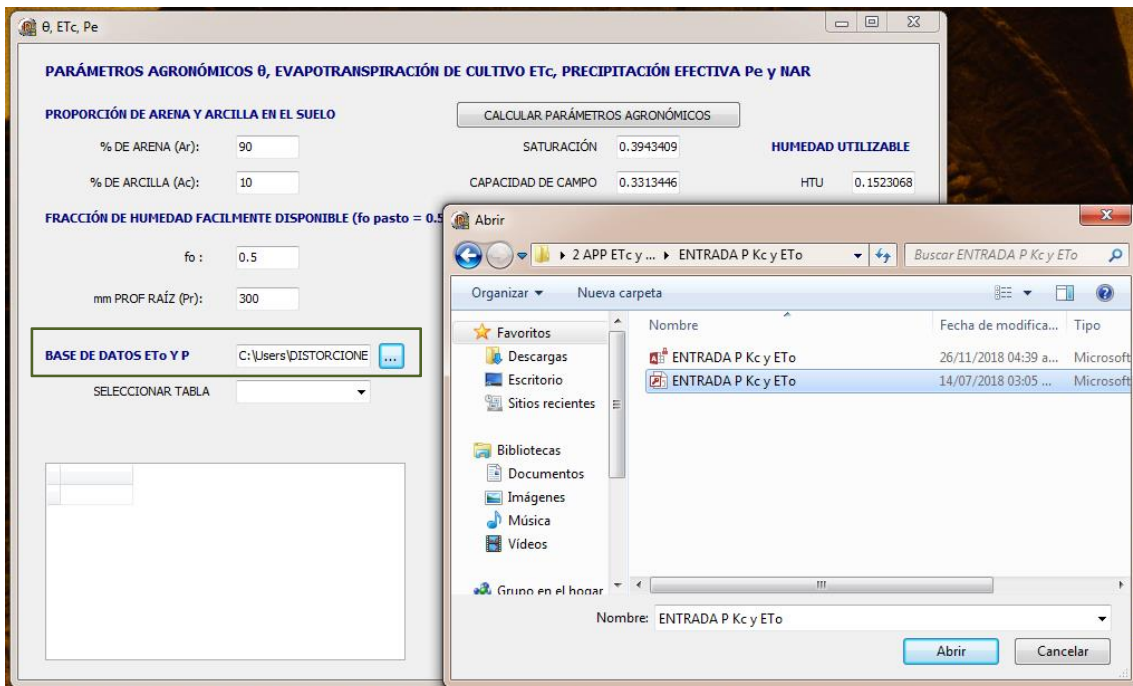 θ, ETc, Pe
PARÁMETROS AGRONÓMICOS θ, EVAPOTRANSPIRACIÓN DE CULTIVO ETc, PRECIPITACIÓN EFECTIVA Pe y NAR
PROPORCIÓN DE ARENA Y ARCILLA EN EL SUELO
CALCULAR PARÁMETROS AGRONÓMICOS
% DE ARENA (Ar): 90
SATURACIÓN 0.3943409
HUMEDAD UTILIZABLE
% DE ARCILLA (Ac): 10
CAPACIDAD DE CAMPO 0.3313446
HTU 0.1523068
FRACCIÓN DE HUMEDAD FACILMENTE DISPONIBLE (fo pasto = 0.5
fo : 0.5
mm PROF RAÍZ (Pr): 300
BASE DE DATOS ETo Y P C:\Users\DISTORCIONE ...
SELECCIONAR TABLA
Abrir
2 APP ETc y ... ENTRADA P Kc y ETo
Buscar ENTRADA P Kc y ETo
Organizar Nueva carpeta
Favoritos
Descargas
Escritorio
Sitios recientes
Bibliotecas
Documentos
Imágenes
Música
Vídeos
Grupo en el hogar
Nombre Fecha de modifica... Tipo
ENTRADA P Kc y ETo 26/11/2018 04:39 a... Microsoft
ENTRADA P Kc y ETo 14/07/2018 03:05 ... Microsoft
Nombre: ENTRADA P Kc y ETo
Abrir Cancelar